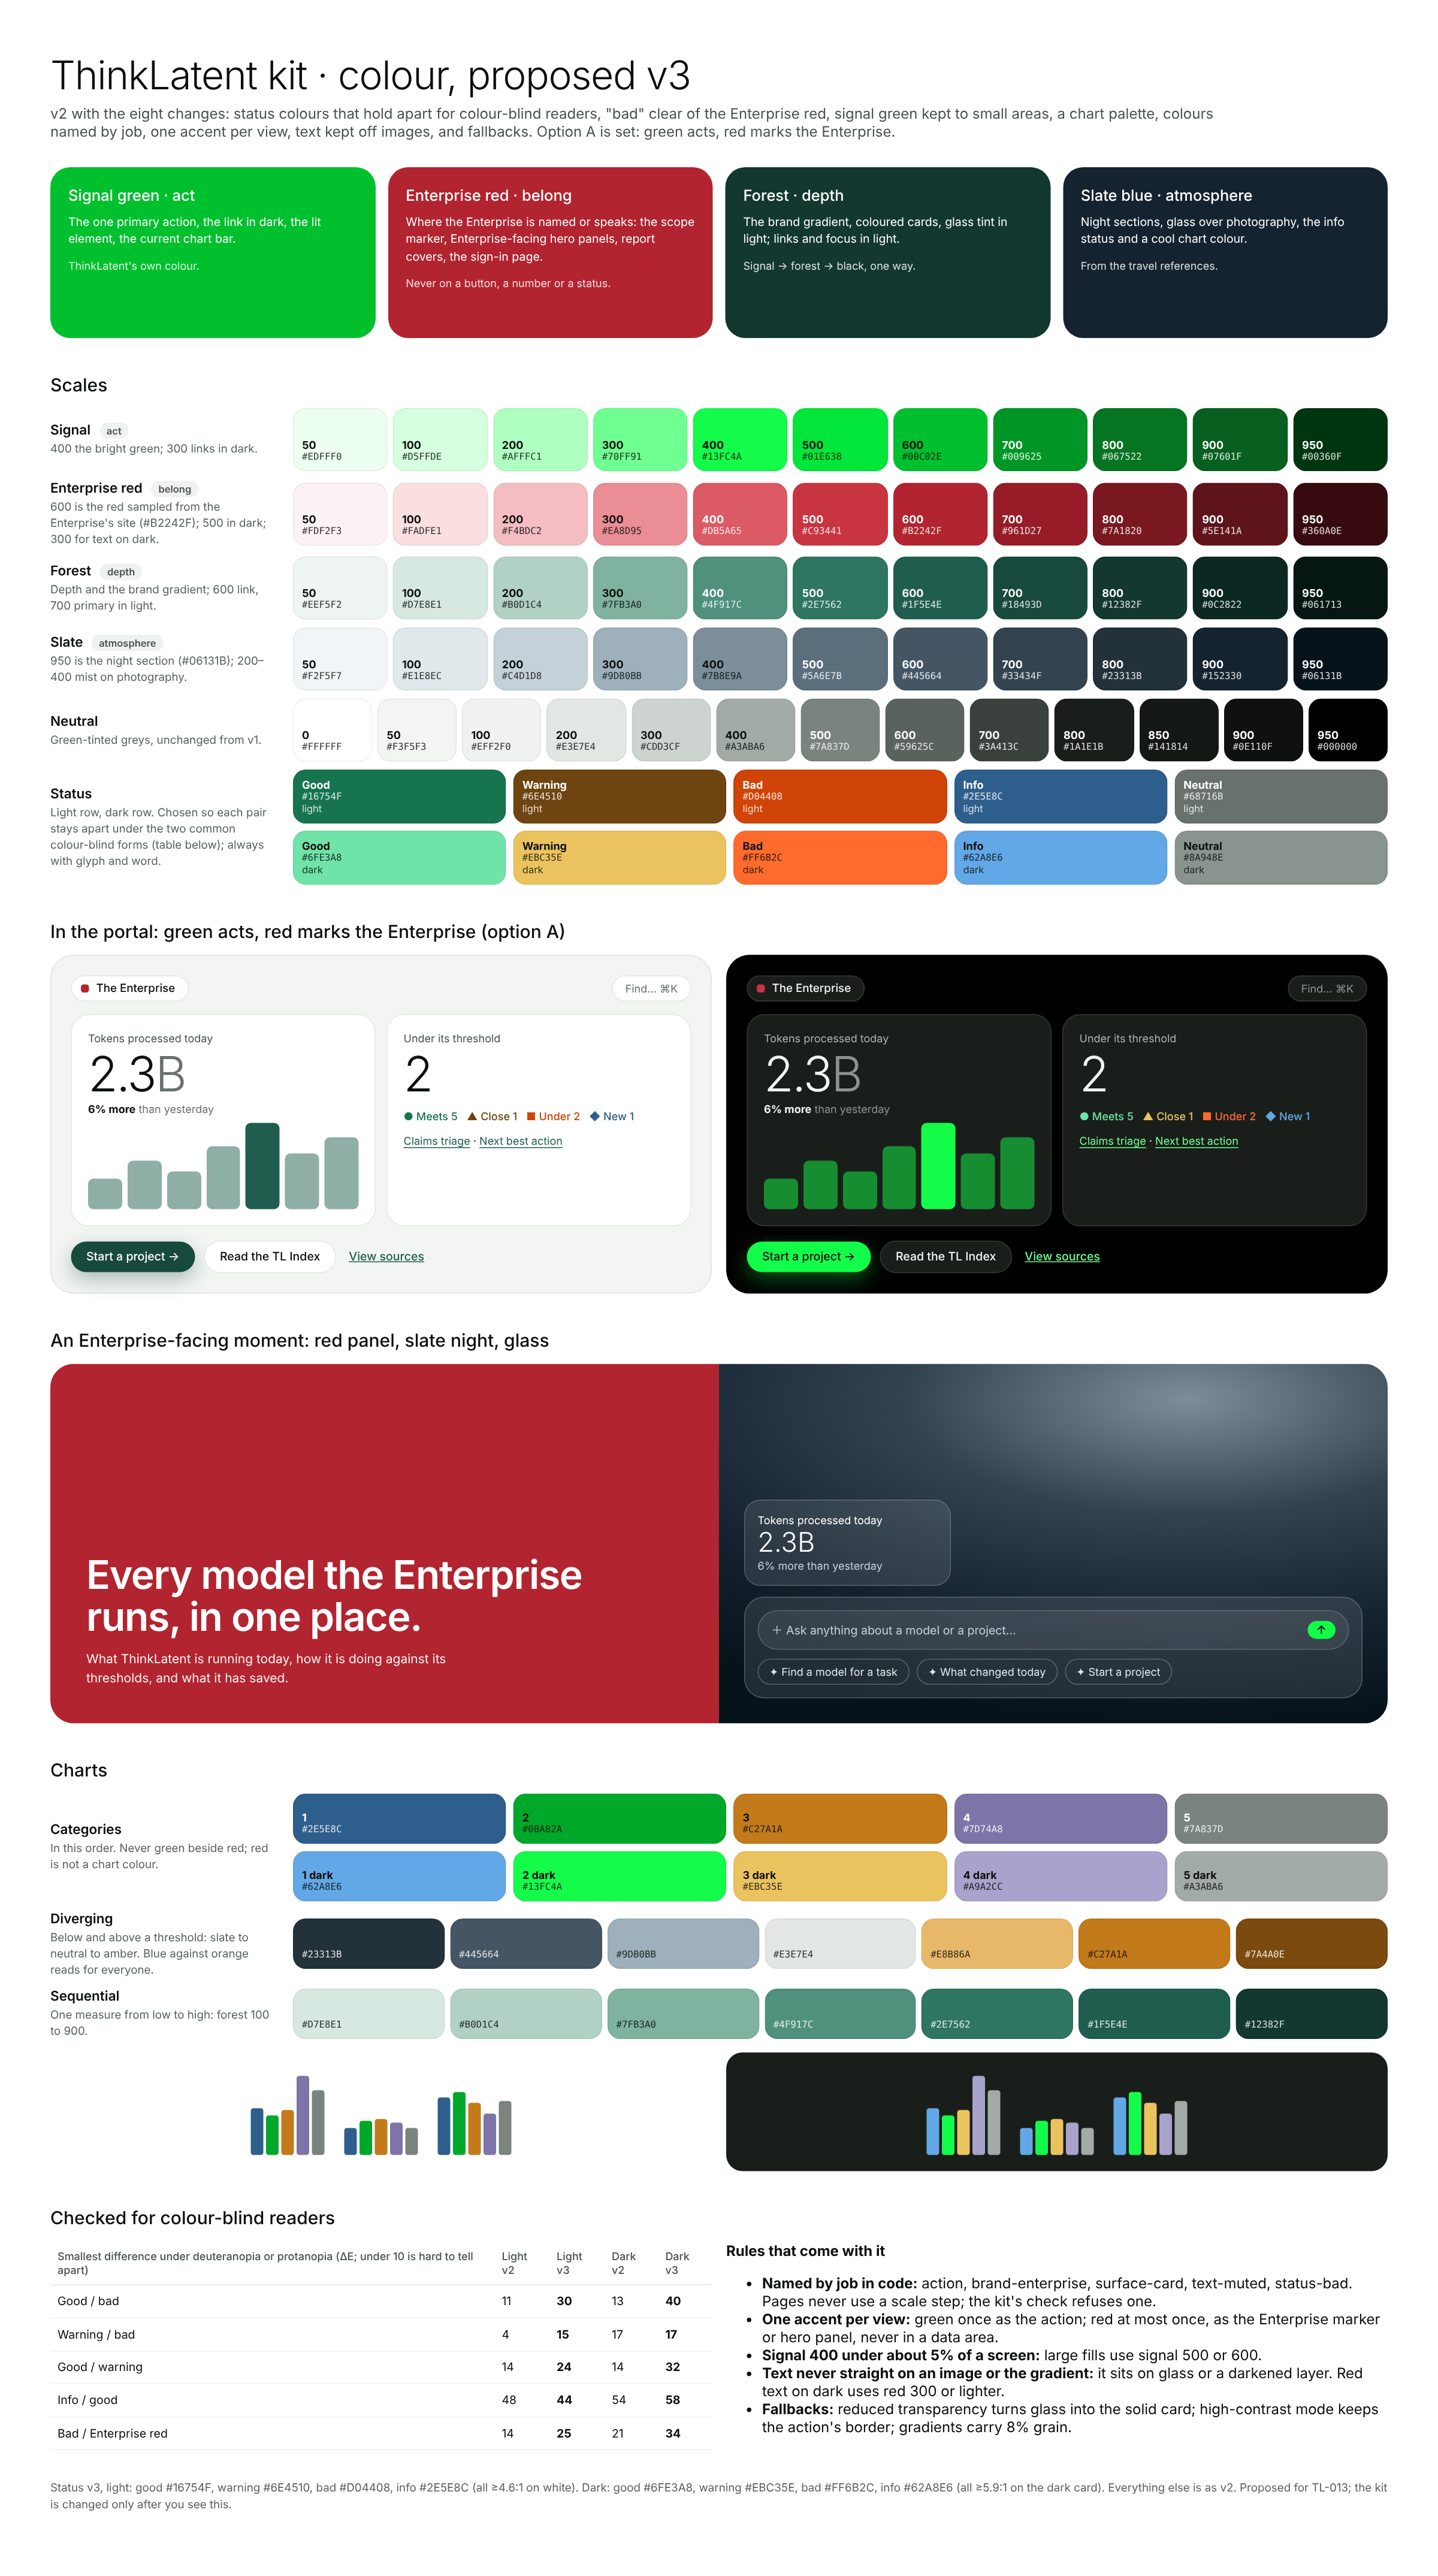 ThinkLatent kit · colour, proposed v3
v2 with the eight changes: status colours that hold apart for colour-blind readers, "bad" clear of the Enterprise red, signal green kept to small areas, a chart palette, colours
named by job, one accent per view, text kept off images, and fallbacks. Option A is set: green acts, red marks the Enterprise.
Signal green · act
The one primary action, the link in dark, the lit
element, the current chart bar.
ThinkLatent's own colour.
Enterprise red · belong
Where the Enterprise is named or speaks: the scope
marker, Enterprise-facing hero panels, report
covers, the sign-in page.
Never on a button, a number or a status.
Forest · depth
The brand gradient, coloured cards, glass tint in
light; links and focus in light.
Signal → forest → black, one way.
Slate blue · atmosphere
Night sections, glass over photography, the info
status and a cool chart colour.
From the travel references.
Scales
Signal act
400 the bright green; 300 links in dark.
50 100 200 300 400 500 600 700 800 900 950
#EDFFF0 #D5FFDE #AFFFC1 #70FF91 #13FC4A #01E638 #00C02E #009625 #067522 #07601F #00360F
Enterprise red belong
600 is the red sampled from the
Enterprise's site (#B2242F); 500 in dark;
300 for text on dark.
50 100 200 300 400 500 600 700 800 900 950
#FDF2F3 #FADFE1 #F4BDC2 #EA8D95 #DB5A65 #C93441 #B2242F #961D27 #7A1820 #5E141A #360A0E
Forest depth
Depth and the brand gradient; 600 link,
700 primary in light.
50 100 200 300 400 500 600 700 800 900 950
#EEF5F2 #D7E8E1 #B0D1C4 #7FB3A0 #4F917C #2E7562 #1F5E4E #18493D #12382F #0C2822 #061713
Slate atmosphere
950 is the night section (#06131B); 200–
400 mist on photography.
50 100 200 300 400 500 600 700 800 900 950
#F2F5F7 #E1E8EC #C4D1D8 #9DB0BB #7B8E9A #5A6E7B #445664 #33434F #23313B #152330 #06131B
Neutral
Green-tinted greys, unchanged from v1.
0 50 100 200 300 400 500 600 700 800 850 900 950
#FFFFFF #F3F5F3 #EFF2F0 #E3E7E4 #CDD3CF #A3ABA6 #7A837D #59625C #3A413C #1A1E1B #141814 #0E110F #000000
Status
Light row, dark row. Chosen so each pair
stays apart under the two common
colour-blind forms (table below); always
with glyph and word.
Good Warning Bad Info Neutral
#16754F #6E4510 #D04408 #2E5E8C #68716B
light light light light light
Good Warning Bad Info Neutral
#6FE3A8 #EBC35E #FF6B2C #62A8E6 #8A948E
dark dark dark dark dark
In the portal: green acts, red marks the Enterprise (option A)
The Enterprise
Find... ⌘K
Tokens processed today
2.3B
6% more than yesterday
Under its threshold
2
● Meets 5 ▲ Close 1 ■ Under 2 ◆ New 1
Claims triage · Next best action
Start a project →
Read the TL Index
View sources
The Enterprise
Find... ⌘K
Tokens processed today
2.3B
6% more than yesterday
Under its threshold
2
● Meets 5 ▲ Close 1 ■ Under 2 ◆ New 1
Claims triage · Next best action
Start a project →
Read the TL Index
View sources
An Enterprise-facing moment: red panel, slate night, glass
Every model the Enterprise
runs, in one place.
What ThinkLatent is running today, how it is doing against its
thresholds, and what it has saved.
Tokens processed today
2.3B
6% more than yesterday
+ Ask anything about a model or a project...
↑
✦ Find a model for a task
✦ What changed today
✦ Start a project
Charts
Categories
In this order. Never green beside red; red
is not a chart colour.
1 2 3 4 5
#2E5E8C #00A82A #C27A1A #7D74A8 #7A837D
1 dark 2 dark 3 dark 4 dark 5 dark
#62A8E6 #13FC4A #EBC35E #A9A2CC #A3ABA6
Diverging
Below and above a threshold: slate to
neutral to amber. Blue against orange
reads for everyone.
#23313B #445664 #9DB0BB #E3E7E4 #E8B86A #C27A1A #7A4A0E
Sequential
One measure from low to high: forest 100
to 900.
#D7E8E1 #B0D1C4 #7FB3A0 #4F917C #2E7562 #1F5E4E #12382F
Checked for colour-blind readers
Smallest difference under deuteranopia or protanopia (ΔE; under 10 is hard to tell
apart)
Light Light Dark Dark
v2 v3 v2 v3
Good / bad 11 30 13 40
Warning / bad 4 15 17 17
Good / warning 14 24 14 32
Info / good 48 44 54 58
Bad / Enterprise red 14 25 21 34
Rules that come with it
• Named by job in code: action, brand-enterprise, surface-card, text-muted, status-bad.
Pages never use a scale step; the kit's check refuses one.
• One accent per view: green once as the action; red at most once, as the Enterprise marker
or hero panel, never in a data area.
• Signal 400 under about 5% of a screen: large fills use signal 500 or 600.
• Text never straight on an image or the gradient: it sits on glass or a darkened layer. Red
text on dark uses red 300 or lighter.
• Fallbacks: reduced transparency turns glass into the solid card; high-contrast mode keeps
the action's border; gradients carry 8% grain.
Status v3, light: good #16754F, warning #6E4510, bad #D04408, info #2E5E8C (all ≥4.6:1 on white). Dark: good #6FE3A8, warning #EBC35E, bad #FF6B2C, info #62A8E6 (all ≥5.9:1 on the dark card). Everything else is as v2. Proposed for TL-013; the kit
is changed only after you see this.